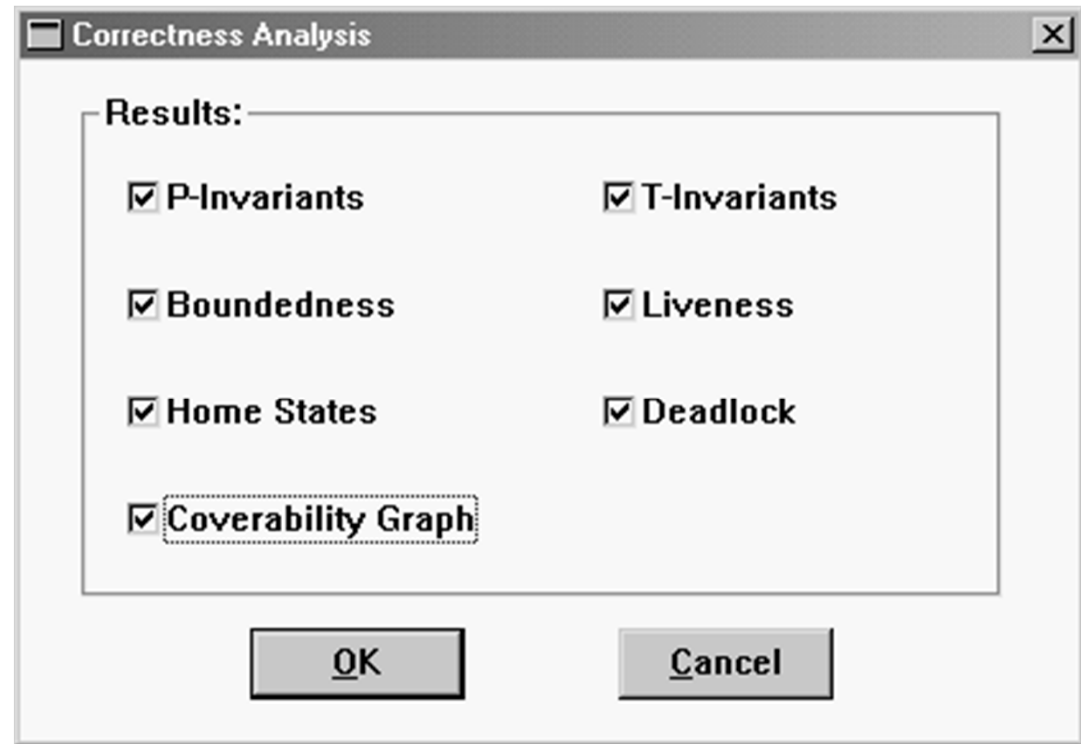 Correctness Analysis
Results:
P-Invariants T-Invariants
Boundedness Liveness
Home States Deadlock
Coverability Graph
OK Cancel